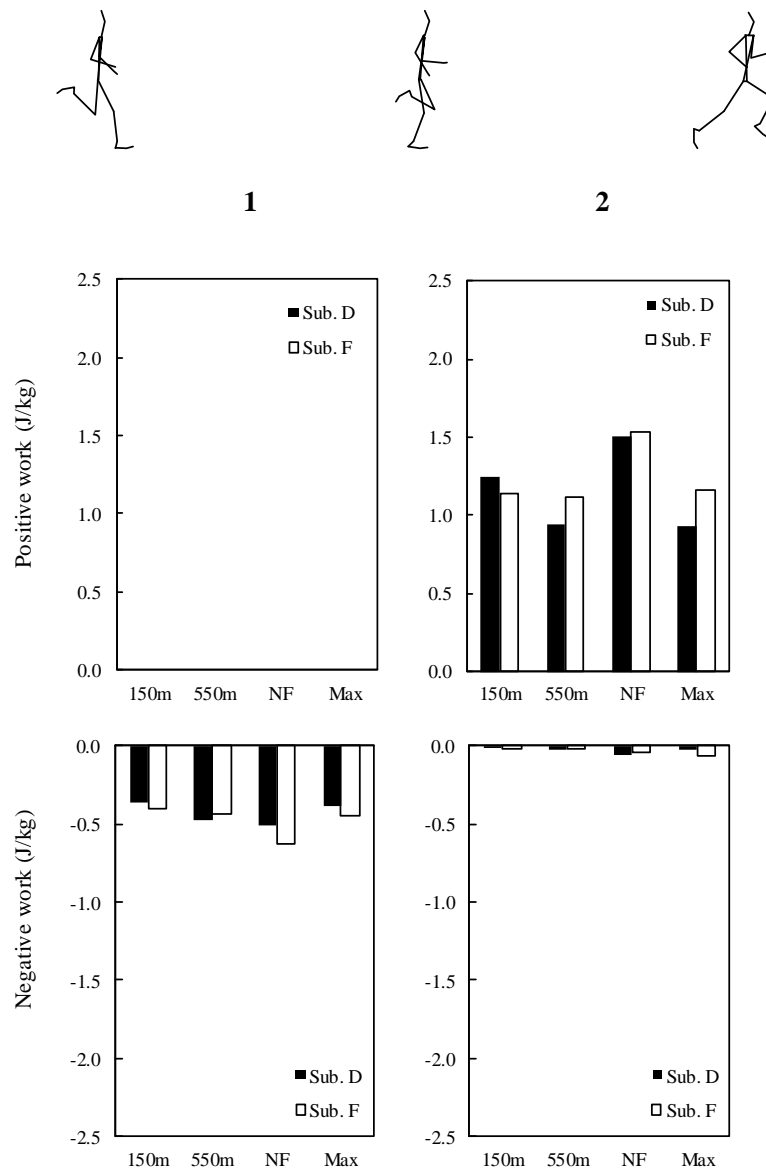 1
2
Positive work (J/kg)
2.5
2.0
1.5
1.0
0.5
0.0
Sub. D
Sub. F
150m 550m NF Max
2.5
2.0
1.5
1.0
0.5
0.0
Sub. D
Sub. F
150m 550m NF Max
Negative work (J/kg)
0.0
-0.5
-1.0
-1.5
-2.0
-2.5
Sub. D
Sub. F
150m 550m NF Max
0.0
-0.5
-1.0
-1.5
-2.0
-2.5
Sub. D
Sub. F
150m 550m NF Max